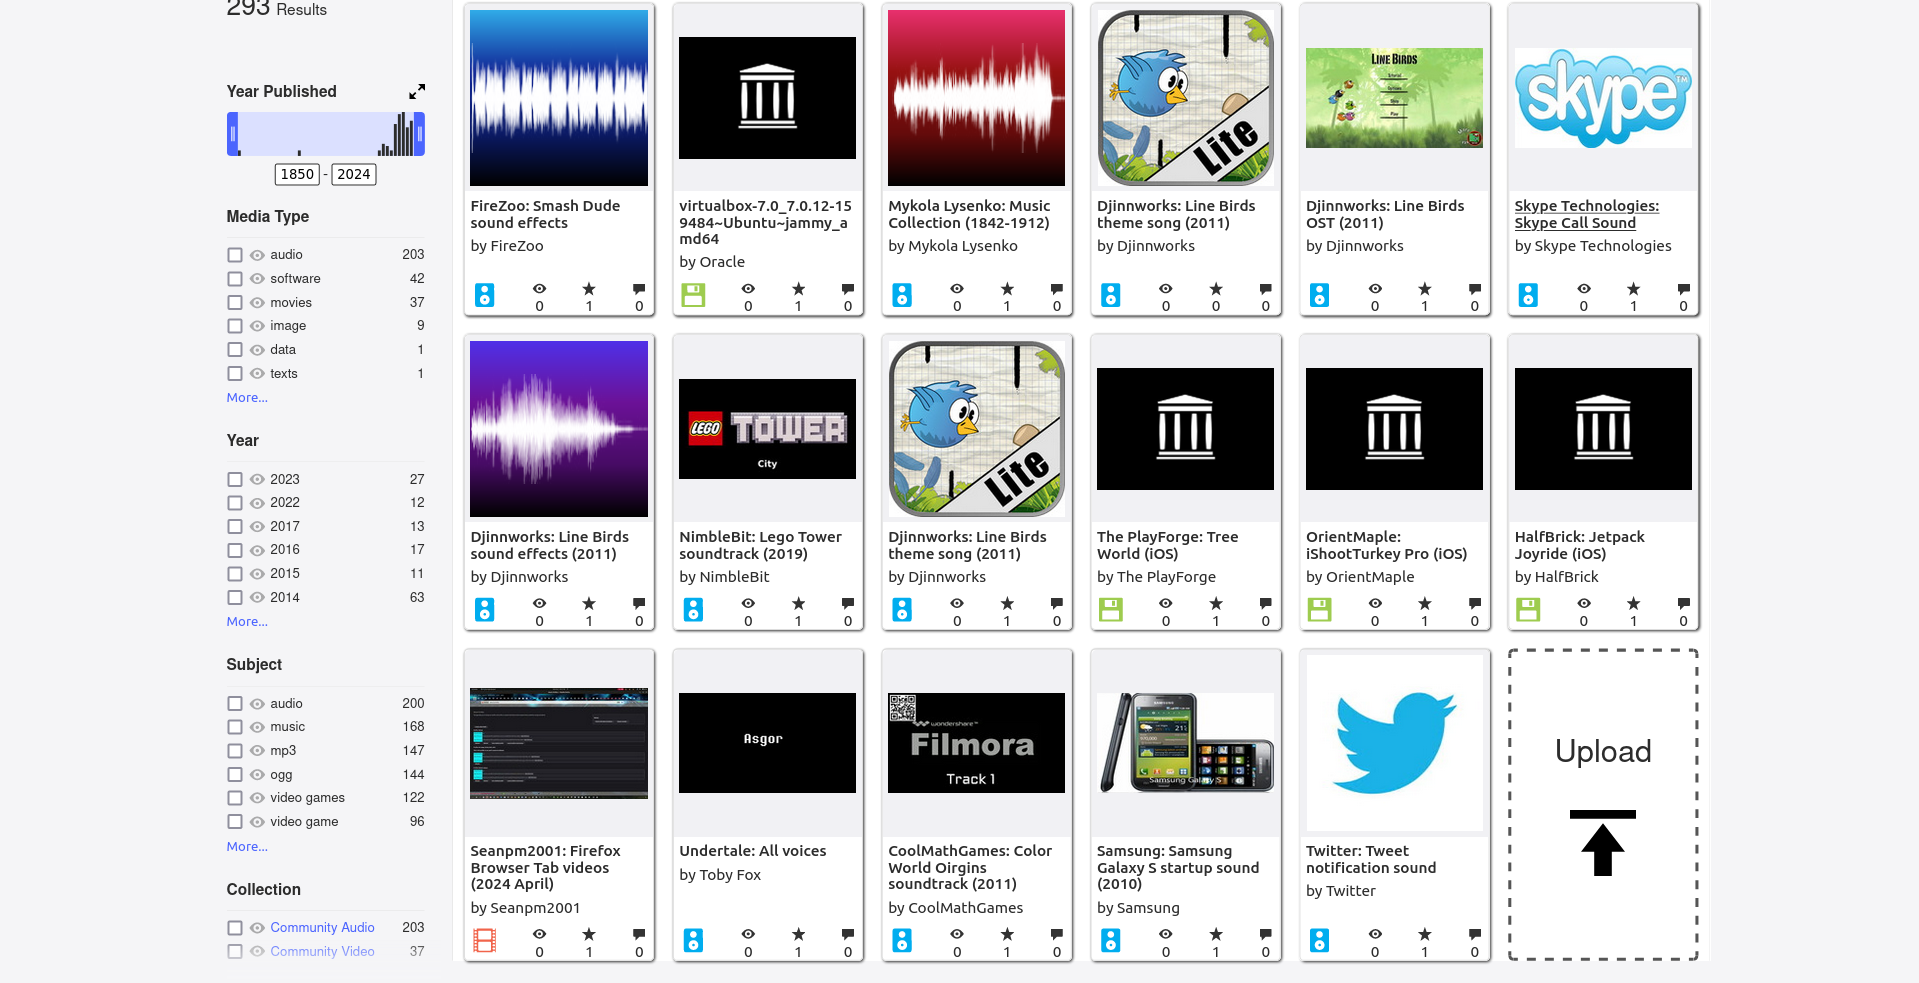 293 Results
Year Published
1850 - 2024
Media Type
audio 203
software 42
movies 37
image 9
data 1
texts 1
More...
Year
2023 27
2022 12
2017 13
2016 17
2015 11
2014 63
More...
Subject
audio 200
music 168
mp3 147
ogg 144
video games 122
video game 96
More...
Collection
Community Audio 203
Community Video 37
FireZoo: Smash Dude
sound effects
by FireZoo
0 1 0
virtualbox-7.0_7.0.12-15
9484~Ubuntu~jammy_a
md64
by Oracle
0 1 0
Mykola Lysenko: Music
Collection (1842-1912)
by Mykola Lysenko
0 1 0
Lite
Djinnworks: Line Birds
theme song (2011)
by Djinnworks
0 0 0
LINE BIRDS
Djinnworks: Line Birds
OST (2011)
by Djinnworks
0 1 0
skype TM
Skype Technologies:
Skype Call Sound
by Skype Technologies
0 1 0
Djinnworks: Line Birds
sound effects (2011)
by Djinnworks
0 1 0
LEGO TOWER
City
NimbleBit: Lego Tower
soundtrack (2019)
by NimbleBit
0 1 0
Lite
Djinnworks: Line Birds
theme song (2011)
by Djinnworks
0 1 0
The PlayForge: Tree
World (iOS)
by The PlayForge
0 1 0
OrientMaple:
iShootTurkey Pro (iOS)
by OrientMaple
0 1 0
HalfBrick: Jetpack
Joyride (iOS)
by HalfBrick
0 1 0
Seanpm2001: Firefox
Browser Tab videos
(2024 April)
by Seanpm2001
0 1 0
Asgor
Undertale: All voices
by Toby Fox
0 1 0
wondershare™
Filmora
Track 1
CoolMathGames: Color
World Oirgins
soundtrack (2011)
by CoolMathGames
0 1 0
Samsung Galaxy S
Samsung: Samsung
Galaxy S startup sound
(2010)
by Samsung
0 1 0
Twitter: Tweet
notification sound
by Twitter
0 1 0
Upload